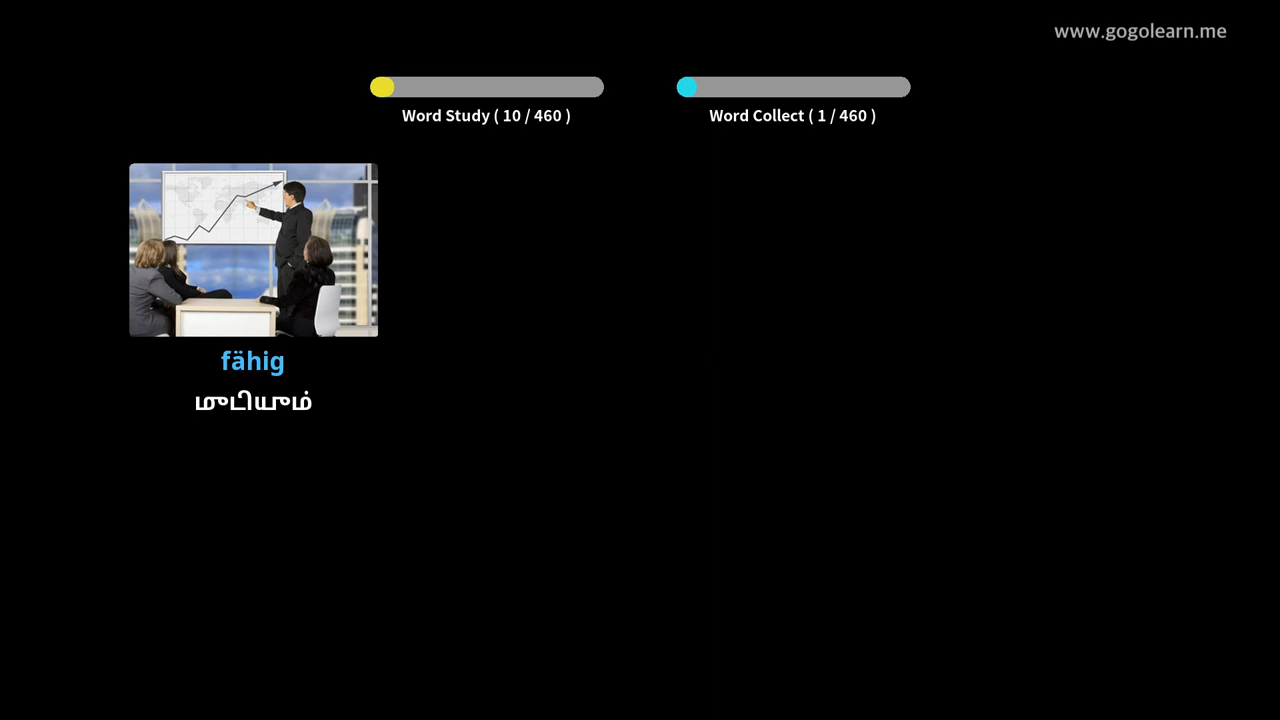 www.gogolearn.me
Word Study ( 10 / 460 )
Word Collect ( 1 / 460 )
fähig
முடியும்